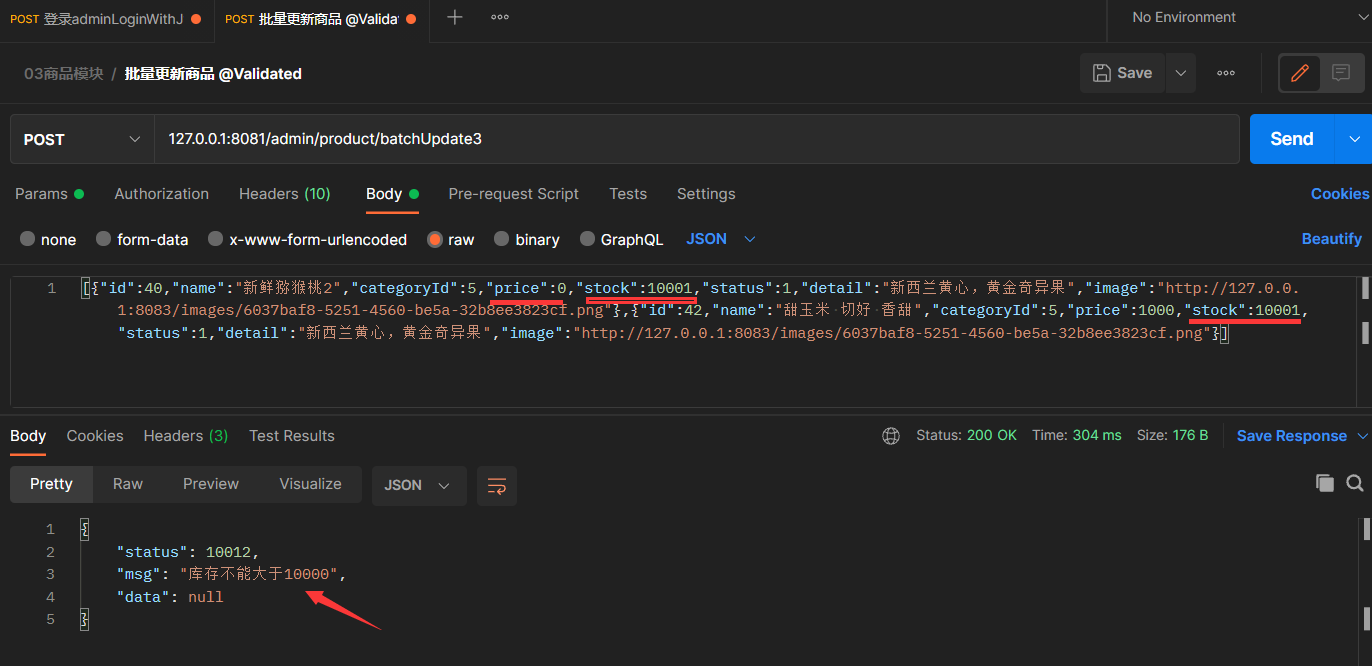 POST 登录adminLoginWithJ POST 批量更新商品 @Valida No Environment
03商品模块 / 批量更新商品 @Validated Save
POST 127.0.0.1:8081/admin/product/batchUpdate3 Send
Params Authorization Headers (10) Body Pre-request Script Tests Settings Cookies
none form-data x-www-form-urlencoded raw binary GraphQL JSON Beautify
1 [{"id":40,"name":"新鲜猕猴桃2","categoryId":5,"price":0,"stock":10001,"status":1,"detail":"新西兰黄心，黄金奇异果","image":"http://127.0.0.
1:8083/images/6037baf8-5251-4560-be5a-32b8ee3823cf.png"},{"id":42,"name":"甜玉米·切好·香甜","categoryId":5,"price":1000,"stock":10001,
"status":1,"detail":"新西兰黄心，黄金奇异果","image":"http://127.0.0.1:8083/images/6037baf8-5251-4560-be5a-32b8ee3823cf.png"}]
Body Cookies Headers (3) Test Results Status: 200 OK Time: 304 ms Size: 176 B Save Response
Pretty Raw Preview Visualize JSON
1 {
2 "status": 10012,
3 "msg": "库存不能大于10000",
4 "data": null
5 }